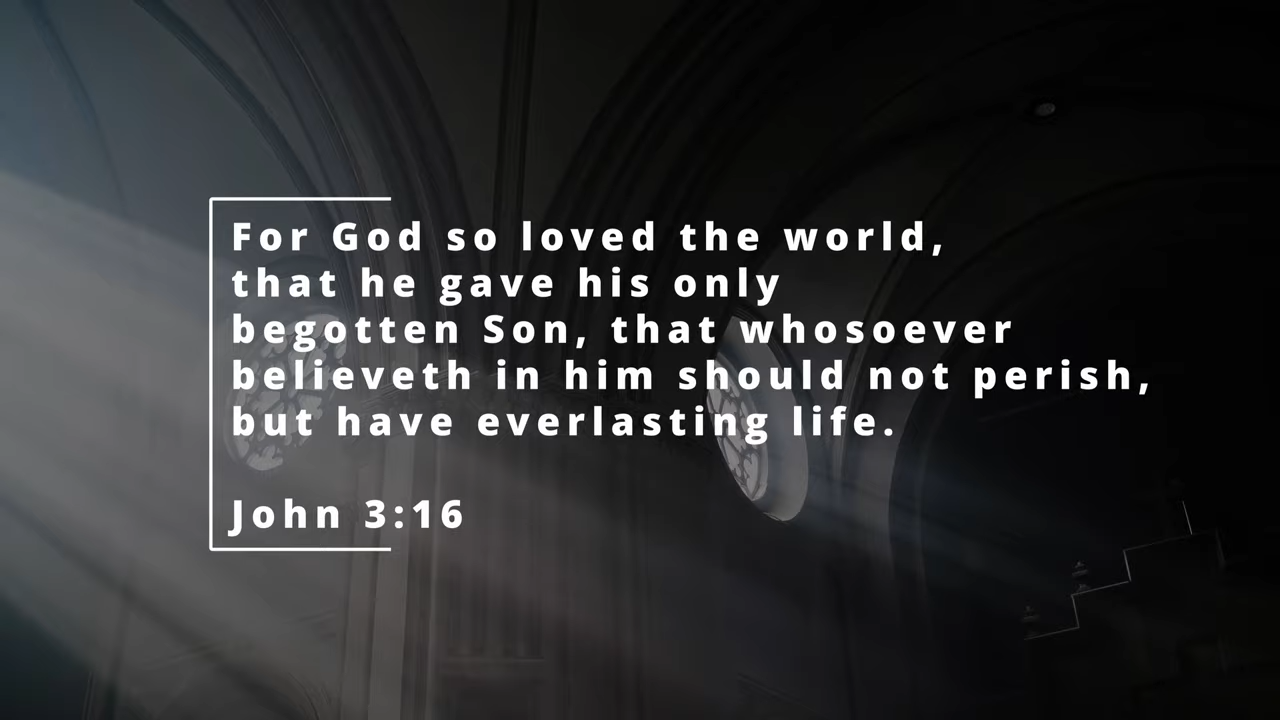 For God so loved the world,
that he gave his only
begotten Son, that whosoever
believeth in him should not perish,
but have everlasting life.
John 3:16